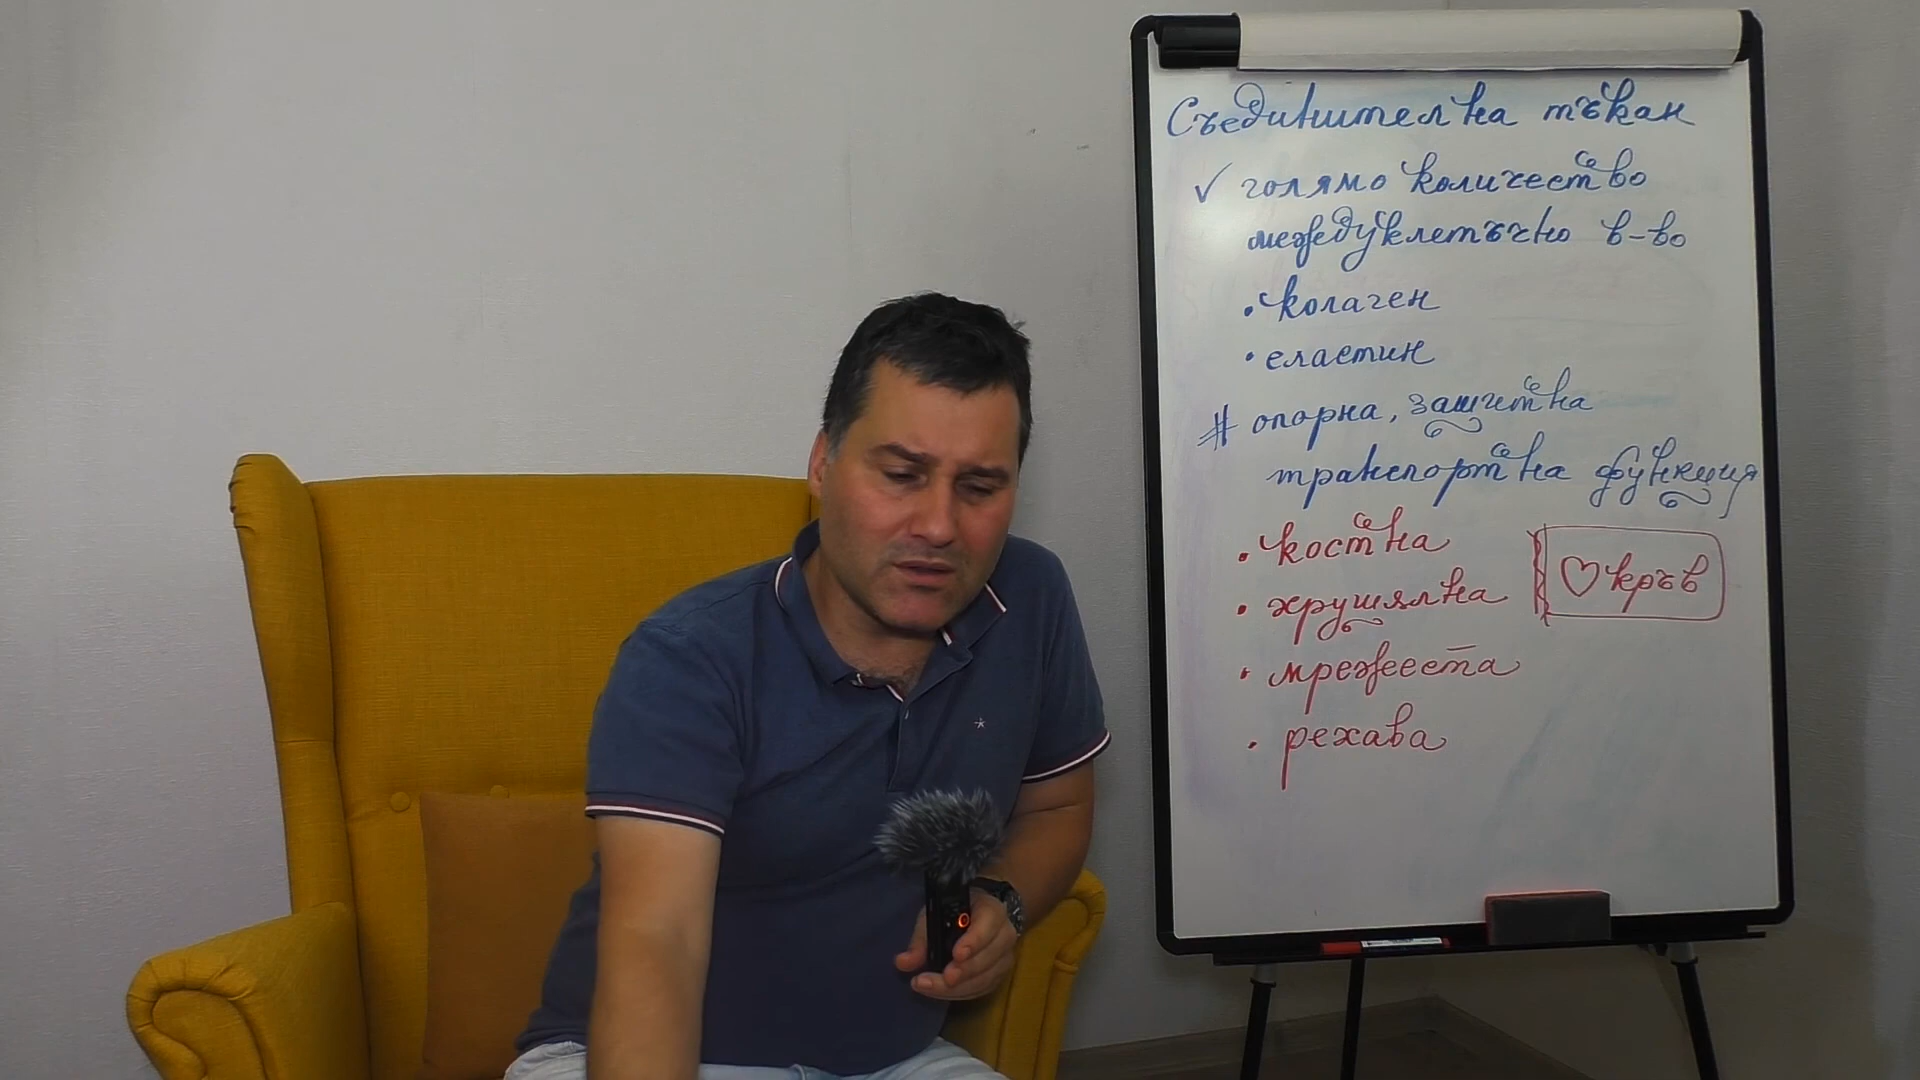 Съединителна тъкан
✓ голямо количество
междуклетъчно в-во
• колаген
• еластин
# опорна, защитна
транспортна функция
• костна
• хрущялна
♡ кръв
• мрежеста
• рехава